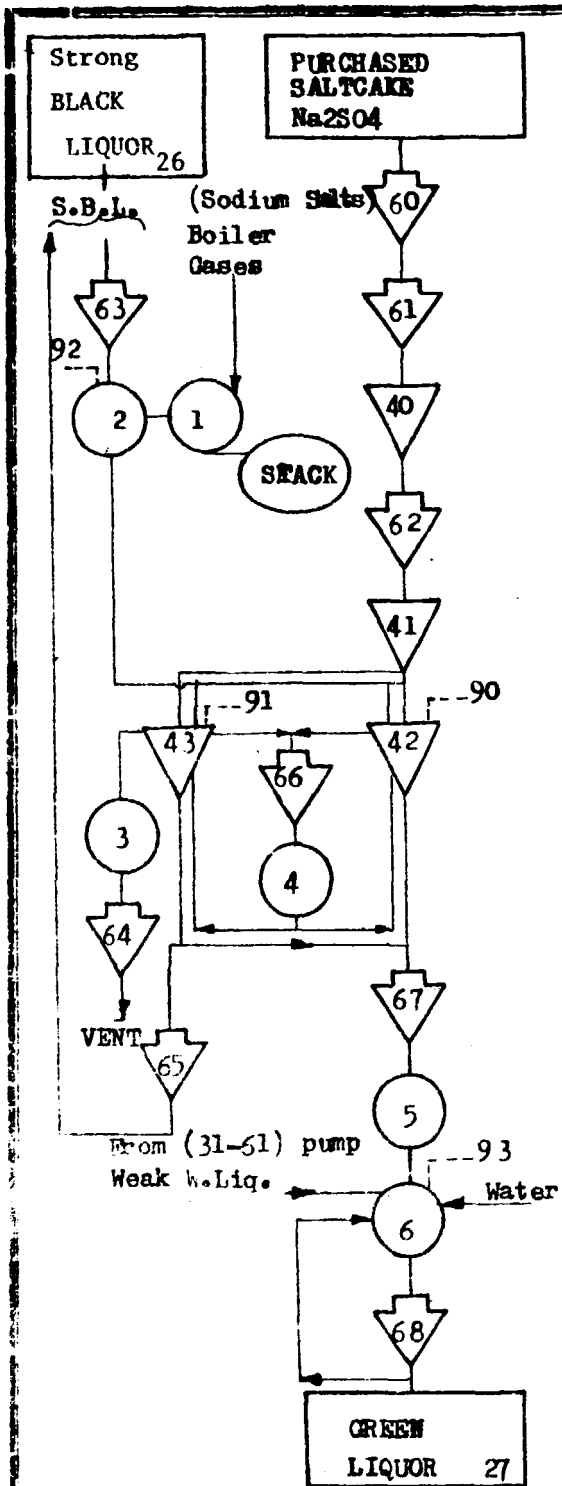 Strong
BLACK
LIQUOR 26
PURCHASED
SALTCAKE
Na2SO4
S.B.L.
(Sodium Salts)
Boiler
Gases
60
63
61
92
2
1
40
STACK
62
41
91
90
43
42
66
3
4
64
67
VENT
65
5
From (31-61) pump
Weak W.Liq.
93
Water
6
68
GREEN
LIQUOR 27